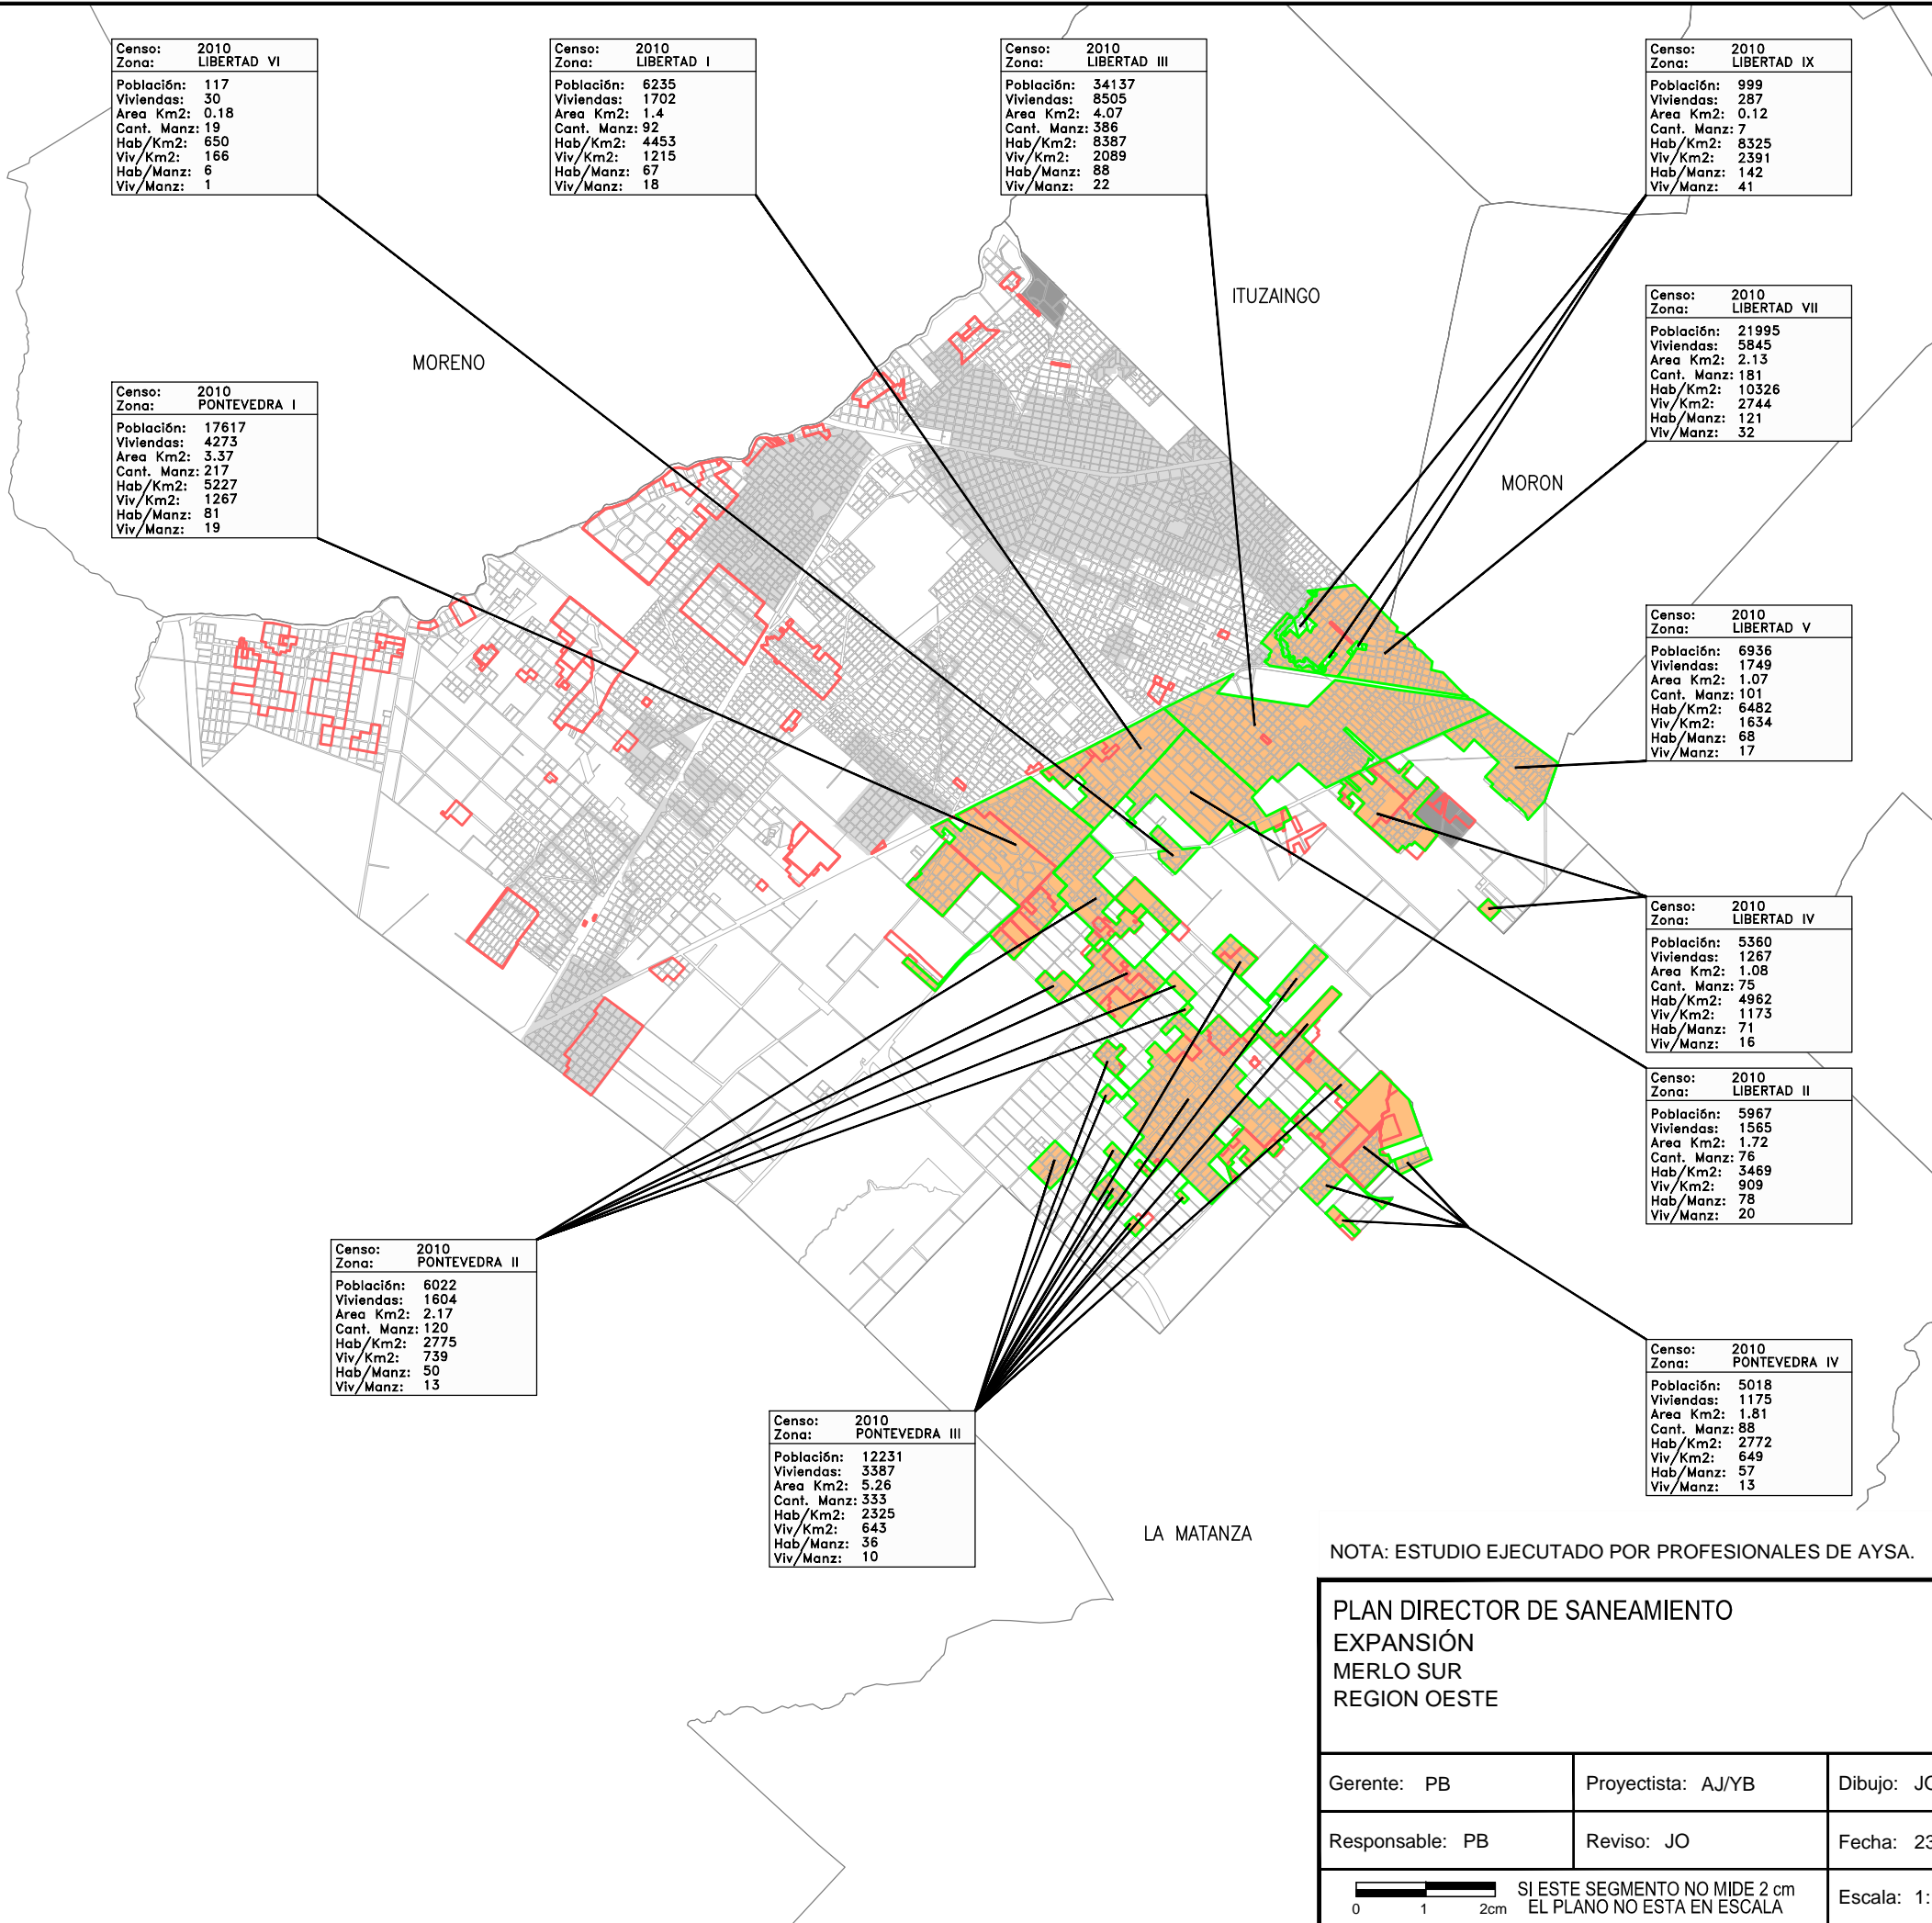 Censo: 2010
Zona: LIBERTAD VI
Población: 117
Viviendas: 30
Area Km2: 0.18
Cant. Manz: 19
Hab/Km2: 650
Viv/Km2: 166
Hab/Manz: 6
Viv/Manz: 1
Censo: 2010
Zona: LIBERTAD I
Población: 6235
Viviendas: 1702
Area Km2: 1.4
Cant. Manz: 92
Hab/Km2: 4453
Viv/Km2: 1215
Hab/Manz: 67
Viv/Manz: 18
Censo: 2010
Zona: LIBERTAD III
Población: 34137
Viviendas: 8505
Area Km2: 4.07
Cant. Manz: 386
Hab/Km2: 8387
Viv/Km2: 2089
Hab/Manz: 88
Viv/Manz: 22
Censo: 2010
Zona: LIBERTAD IX
Población: 999
Viviendas: 287
Area Km2: 0.12
Cant. Manz: 7
Hab/Km2: 8325
Viv/Km2: 2391
Hab/Manz: 142
Viv/Manz: 41
ITUZAINGO
MORENO
Censo: 2010
Zona: LIBERTAD VII
Población: 21995
Viviendas: 5845
Area Km2: 2.13
Cant. Manz: 181
Hab/Km2: 10326
Viv/Km2: 2744
Hab/Manz: 121
Viv/Manz: 32
Censo: 2010
Zona: PONTEVEDRA I
Población: 17617
Viviendas: 4273
Area Km2: 3.37
Cant. Manz: 217
Hab/Km2: 5227
Viv/Km2: 1267
Hab/Manz: 81
Viv/Manz: 19
MORON
Censo: 2010
Zona: LIBERTAD V
Población: 6936
Viviendas: 1749
Area Km2: 1.07
Cant. Manz: 101
Hab/Km2: 6482
Viv/Km2: 1634
Hab/Manz: 68
Viv/Manz: 17
Censo: 2010
Zona: LIBERTAD IV
Población: 5360
Viviendas: 1267
Area Km2: 1.08
Cant. Manz: 75
Hab/Km2: 4962
Viv/Km2: 1173
Hab/Manz: 71
Viv/Manz: 16
Censo: 2010
Zona: LIBERTAD II
Población: 5967
Viviendas: 1565
Area Km2: 1.72
Cant. Manz: 76
Hab/Km2: 3469
Viv/Km2: 909
Hab/Manz: 78
Viv/Manz: 20
Censo: 2010
Zona: PONTEVEDRA II
Población: 6022
Viviendas: 1604
Area Km2: 2.17
Cant. Manz: 120
Hab/Km2: 2775
Viv/Km2: 739
Hab/Manz: 50
Viv/Manz: 13
Censo: 2010
Zona: PONTEVEDRA IV
Población: 5018
Viviendas: 1175
Area Km2: 1.81
Cant. Manz: 88
Hab/Km2: 2772
Viv/Km2: 649
Hab/Manz: 57
Viv/Manz: 13
Censo: 2010
Zona: PONTEVEDRA III
Población: 12231
Viviendas: 3387
Area Km2: 5.26
Cant. Manz: 333
Hab/Km2: 2325
Viv/Km2: 643
Hab/Manz: 36
Viv/Manz: 10
LA MATANZA
NOTA: ESTUDIO EJECUTADO POR PROFESIONALES DE AYSA.
PLAN DIRECTOR DE SANEAMIENTO
EXPANSIÓN
MERLO SUR
REGION OESTE
Gerente: PB
Proyectista: AJ/YB
Dibujo:
Responsable: PB
Reviso: JO
Fecha: 23
0 1 2cm
SI ESTE SEGMENTO NO MIDE 2 cm
EL PLANO NO ESTA EN ESCALA
Escala: 1: